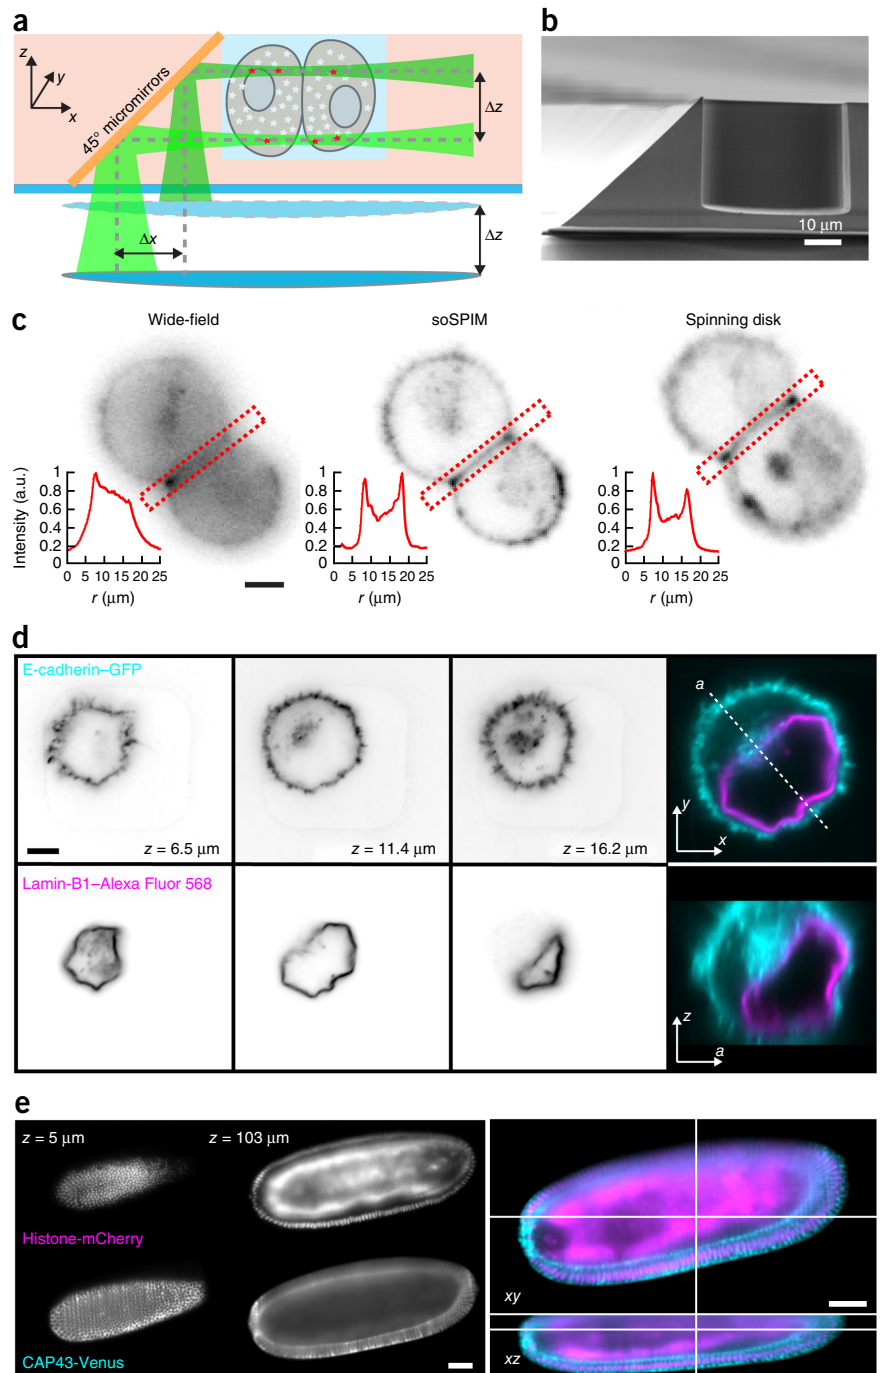 a
z
y
x
45° micromirrors
Δz
Δx
Δz
b
10 μm
c
Wide-field
soSPIM
Spinning disk
Intensity (a.u.)
1
0.8
0.6
0.4
0.2
0 5 10 15 20 25
r (μm)
1
0.8
0.6
0.4
0.2
0 5 10 15 20 25
r (μm)
1
0.8
0.6
0.4
0.2
0 5 10 15 20 25
r (μm)
d
E-cadherin–GFP
z = 6.5 μm
z = 11.4 μm
z = 16.2 μm
a
y
x
Lamin-B1–Alexa Fluor 568
z
a
e
z = 5 μm
z = 103 μm
Histone-mCherry
CAP43-Venus
xy
xz